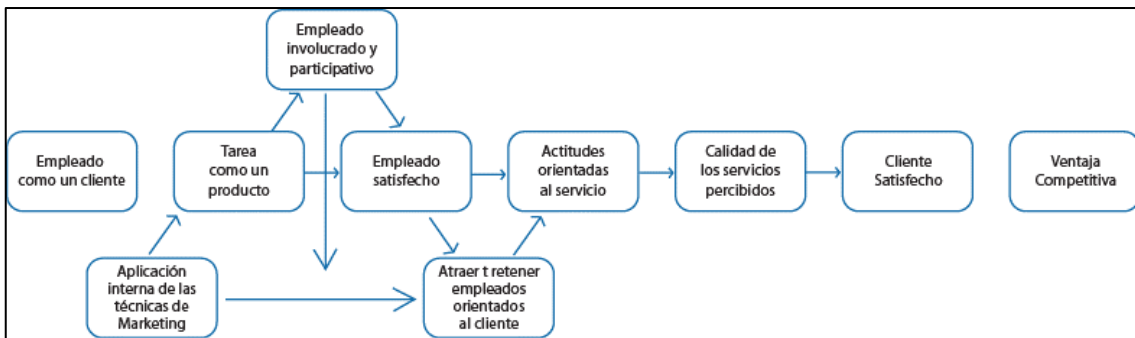 Empleado
involucrado y
participativo
Empleado
como un cliente
Tarea
como un
producto
Empleado
satisfecho
Actitudes
orientadas
al servicio
Calidad de
los servicios
percibidos
Cliente
Satisfecho
Ventaja
Competitiva
Aplicación
interna de las
técnicas de
Marketing
Atraer t retener
empleados
orientados
al cliente